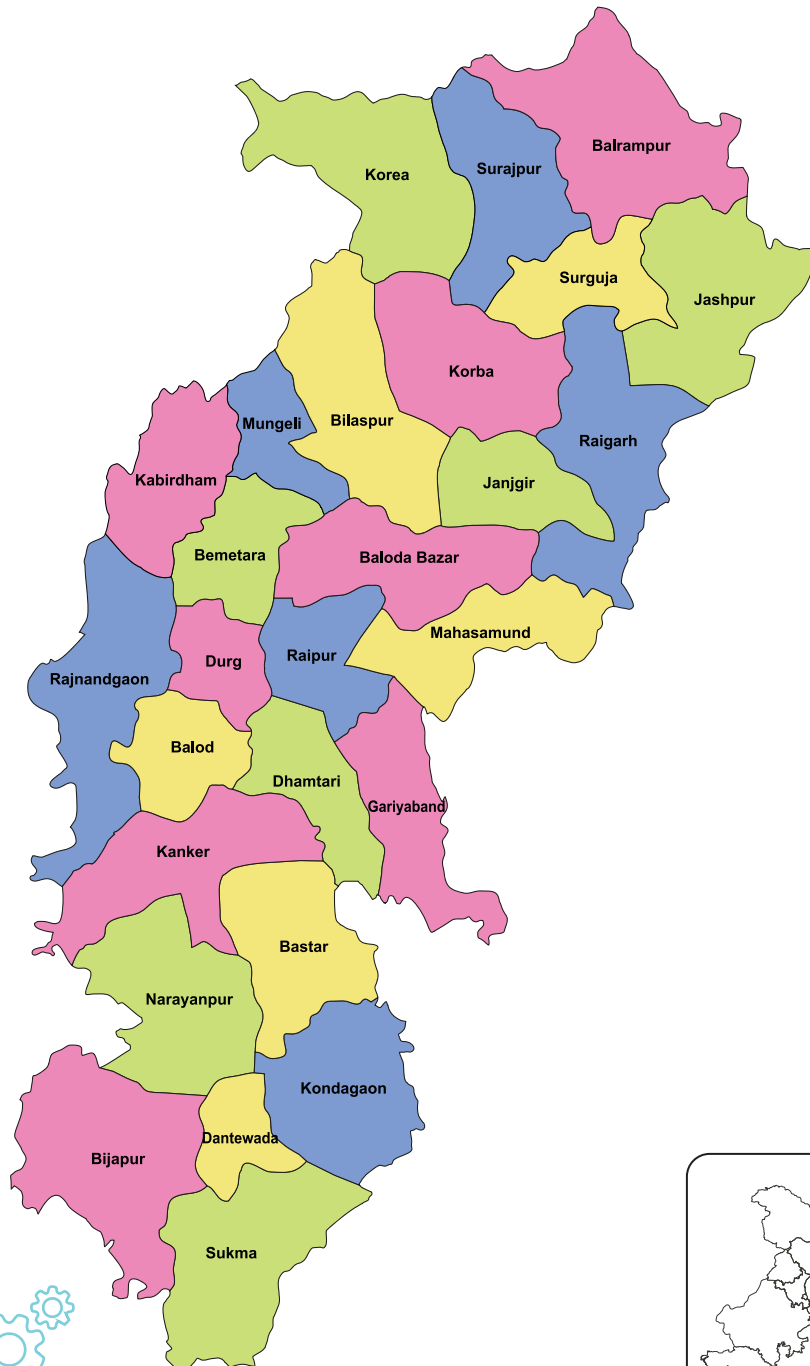 Balrampur
Surajpur
Korea
Surguja
Jashpur
Korba
Bilaspur
Mungeli
Raigarh
Kabirdham
Janjgir
Bemetara
Baloda Bazar
Mahasamund
Raipur
Durg
Rajnandgaon
Balod
Dhamtari
Gariyaband
Kanker
Bastar
Narayanpur
Kondagaon
Dantewada
Bijapur
Sukma